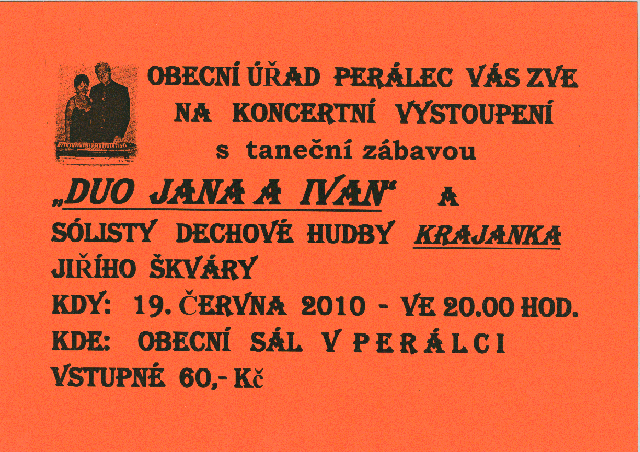 OBECNÍ ÚŘAD PERÁLEC VÁS ZVE
NA KONCERTNÍ VYSTOUPENÍ
s taneční zábavou
„DUO JANA A IVAN“ A
SÓLISTY DECHOVÉ HUDBY KRAJANKA
JIŘÍHO ŠKVÁRY
KDY: 19. ČERVNA 2010 - VE 20.00 HOD.
KDE: OBECNÍ SÁL V PERÁLCI
VSTUPNÉ 60,- Kč